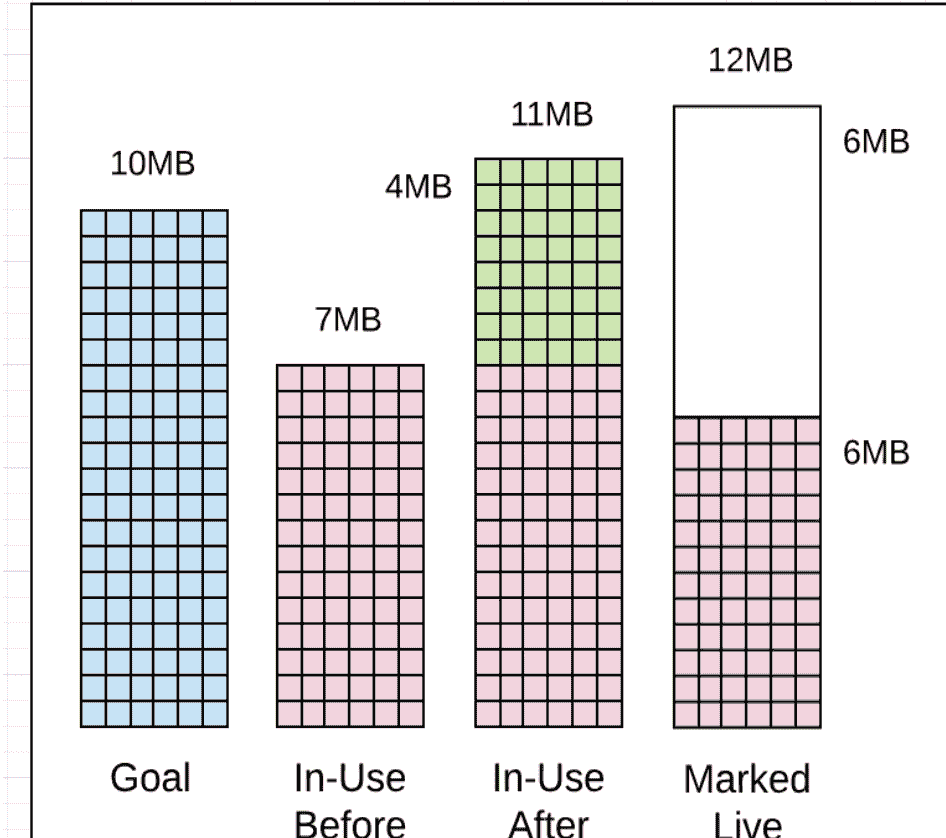 12MB
11MB
6MB
10MB
4MB
7MB
6MB
Goal
In-Use
Before
In-Use
After
Marked
Live